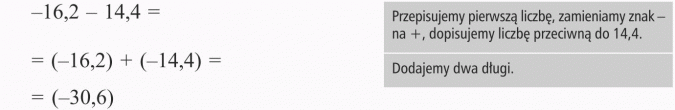 –16,2 – 14,4 =
Przepisujemy pierwszą liczbę, zamieniamy znak –
na +, dopisujemy liczbę przeciwną do 14,4.
= (–16,2) + (–14,4) =
Dodajemy dwa długi.
= (–30,6)